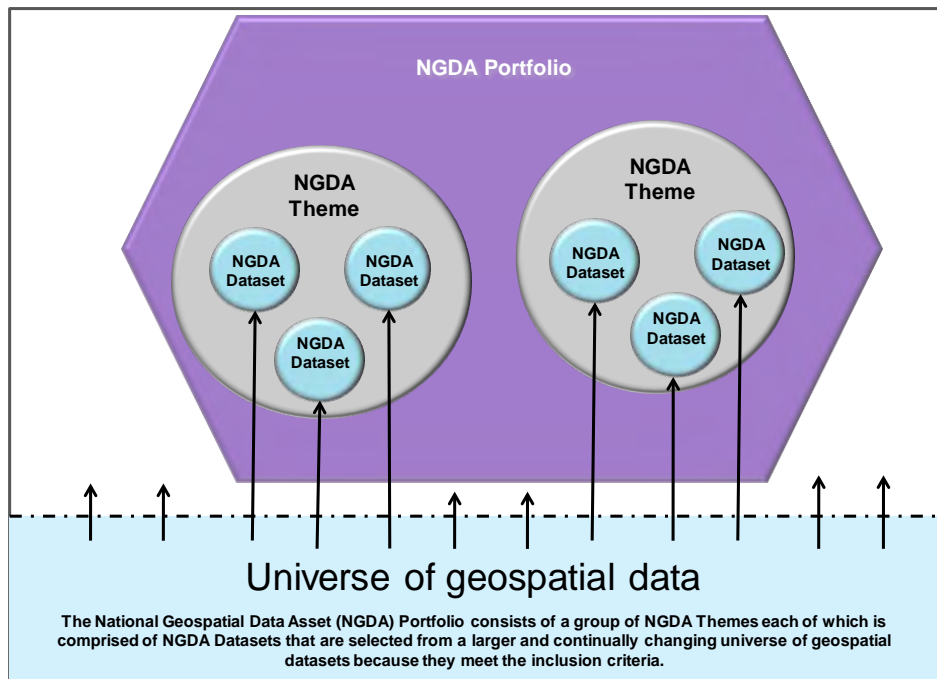 NGDA Portfolio
NGDA
Theme
NGDA
Dataset
NGDA
Dataset
NGDA
Dataset
NGDA
Theme
NGDA
Dataset
NGDA
Dataset
NGDA
Dataset
Universe of geospatial data
The National Geospatial Data Asset (NGDA) Portfolio consists of a group of NGDA Themes each of which is
comprised of NGDA Datasets that are selected from a larger and continually changing universe of geospatial
datasets because they meet the inclusion criteria.